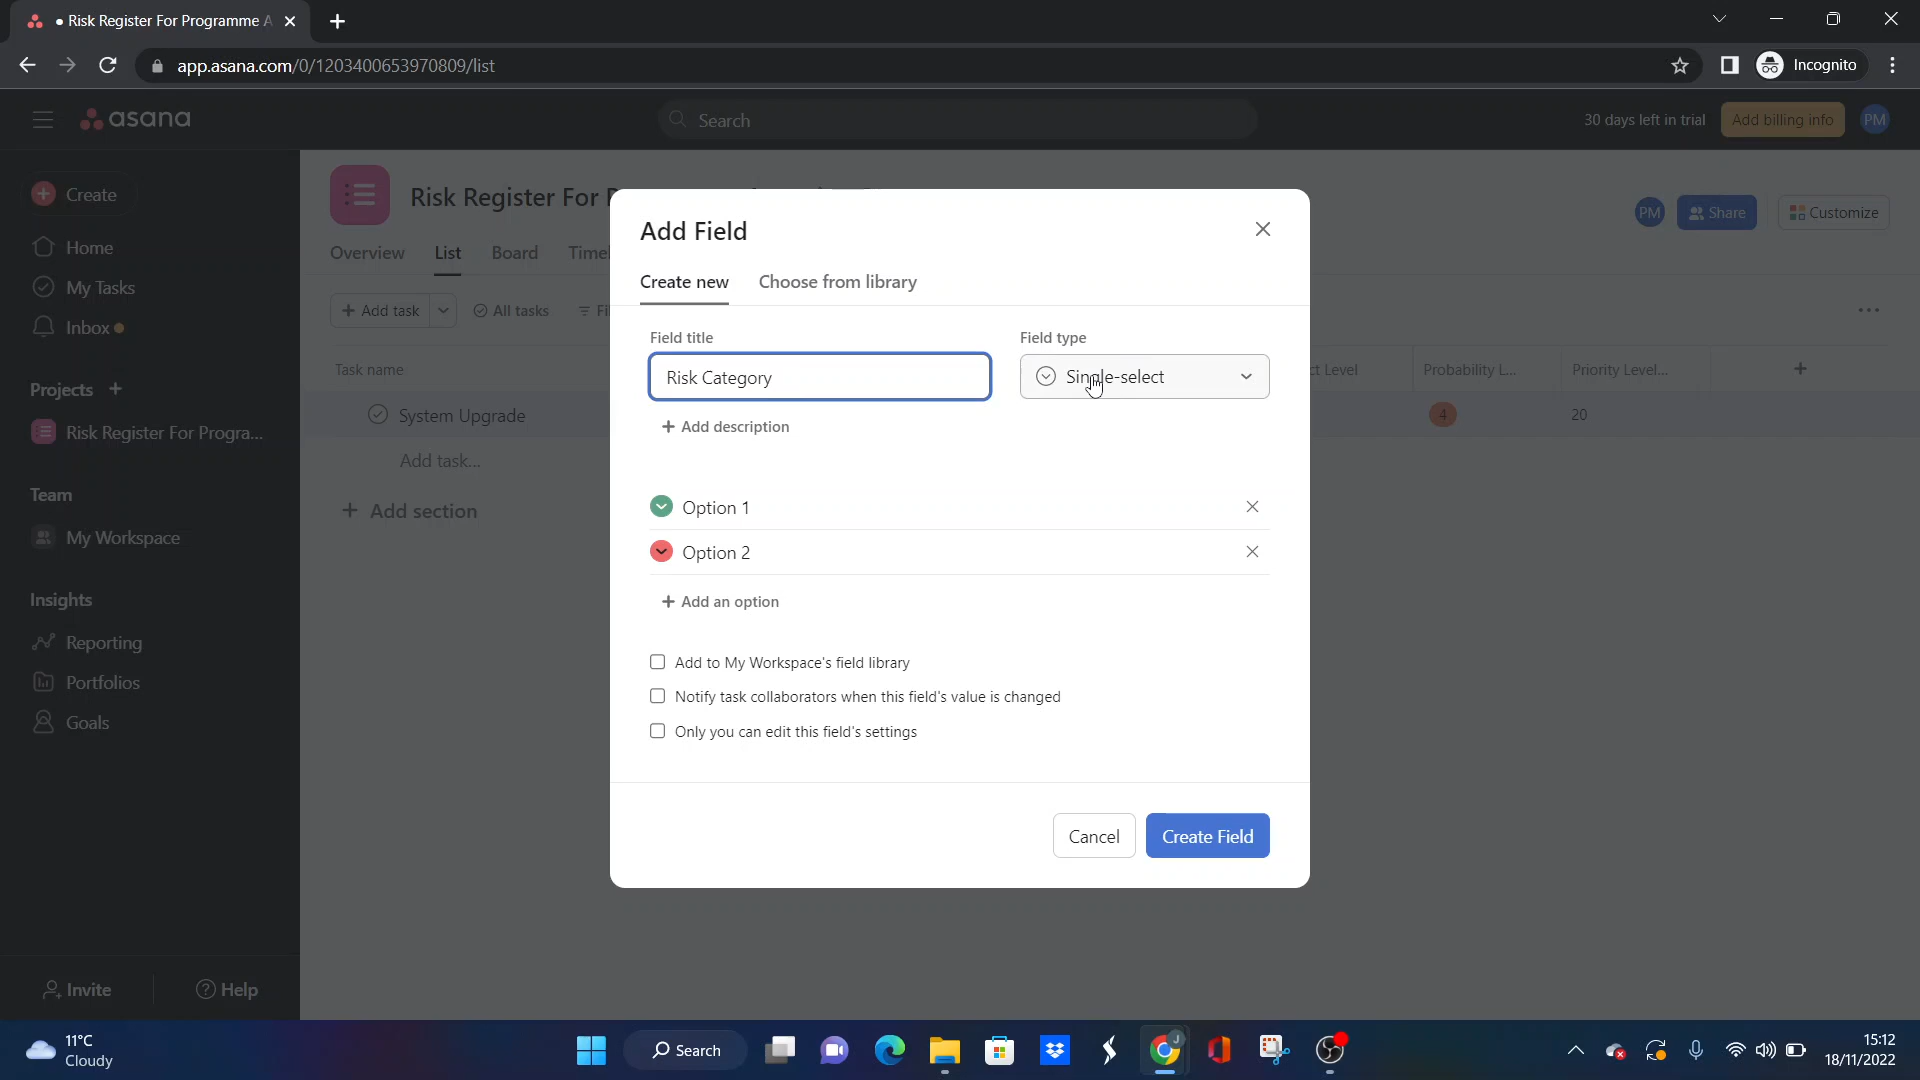 • Risk Register For Programme A
app.asana.com/0/1203400653970809/list
Incognito
asana
Search
30 days left in trial
Add billing info
PM
Create
Home
My Tasks
Inbox
Projects
Risk Register For Progra...
Team
My Workspace
Insights
Reporting
Portfolios
Goals
Invite
Help
Risk Register For P
PM
Share
Customize
Overview
List
Board
Timel
+ Add task
All tasks
Fil
Task name
ct Level
Probability L...
Priority Level...
System Upgrade
4
20
Add task...
+ Add section
Add Field
Create new
Choose from library
Field title
Field type
Risk Category
Single-select
+ Add description
Option 1
Option 2
+ Add an option
Add to My Workspace's field library
Notify task collaborators when this field's value is changed
Only you can edit this field's settings
Cancel
Create Field
11°C
Cloudy
Search
J
15:12
18/11/2022